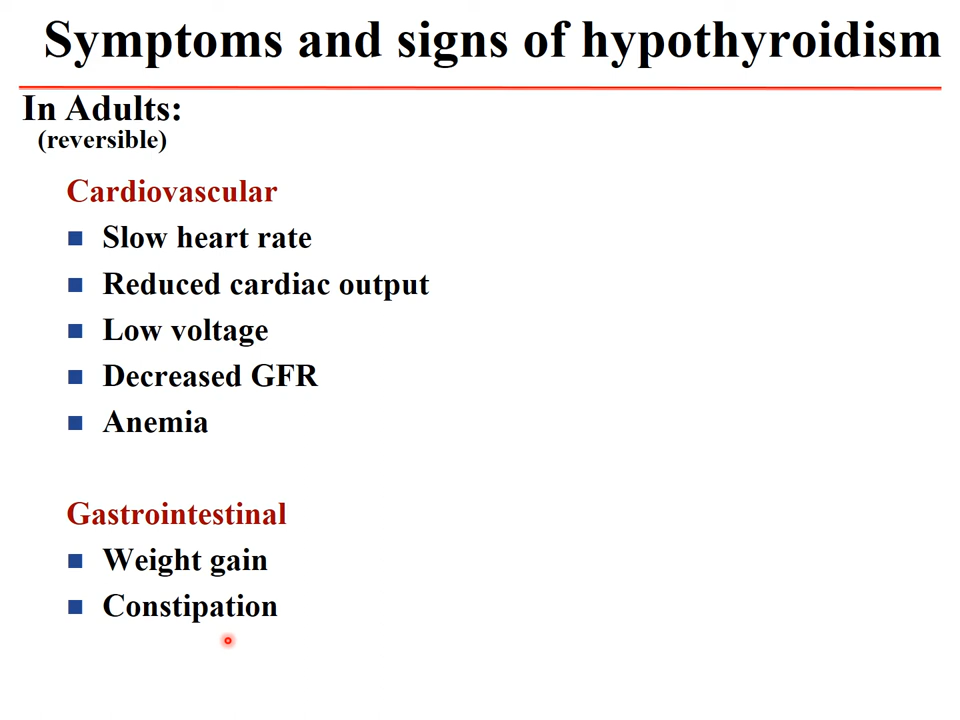 Symptoms and signs of hypothyroidism
In Adults:
(reversible)
Cardiovascular
Slow heart rate
Reduced cardiac output
Low voltage
Decreased GFR
Anemia
Gastrointestinal
Weight gain
Constipation